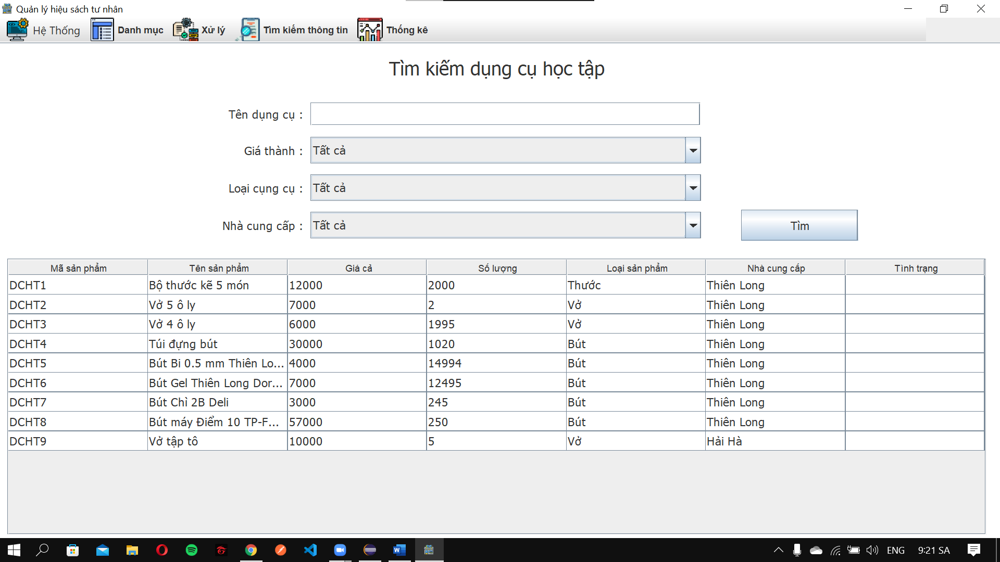 Quản lý hiệu sách tư nhân
Hệ Thống Danh mục Xử lý Tìm kiếm thông tin Thống kê
Tìm kiếm dụng cụ học tập
Tên dụng cụ :
Giá thành : Tất cả
Loại cụng cụ : Tất cả
Nhà cung cấp : Tất cả Tìm
Mã sản phẩm Tên sản phẩm Giá cả Số lượng Loại sản phẩm Nhà cung cấp Tình trạng
DCHT1 Bộ thước kẽ 5 món 12000 2000 Thước Thiên Long
DCHT2 Vở 5 ô ly 7000 2 Vở Thiên Long
DCHT3 Vở 4 ô ly 6000 1995 Vở Thiên Long
DCHT4 Túi đựng bút 30000 1020 Bút Thiên Long
DCHT5 Bút Bi 0.5 mm Thiên Lo... 4000 14994 Bút Thiên Long
DCHT6 Bút Gel Thiên Long Dor... 7000 12495 Bút Thiên Long
DCHT7 Bút Chì 2B Deli 3000 245 Bút Thiên Long
DCHT8 Bút máy Điểm 10 TP-F... 57000 250 Bút Thiên Long
DCHT9 Vở tập tô 10000 5 Vở Hải Hà
ENG 9:21 SA